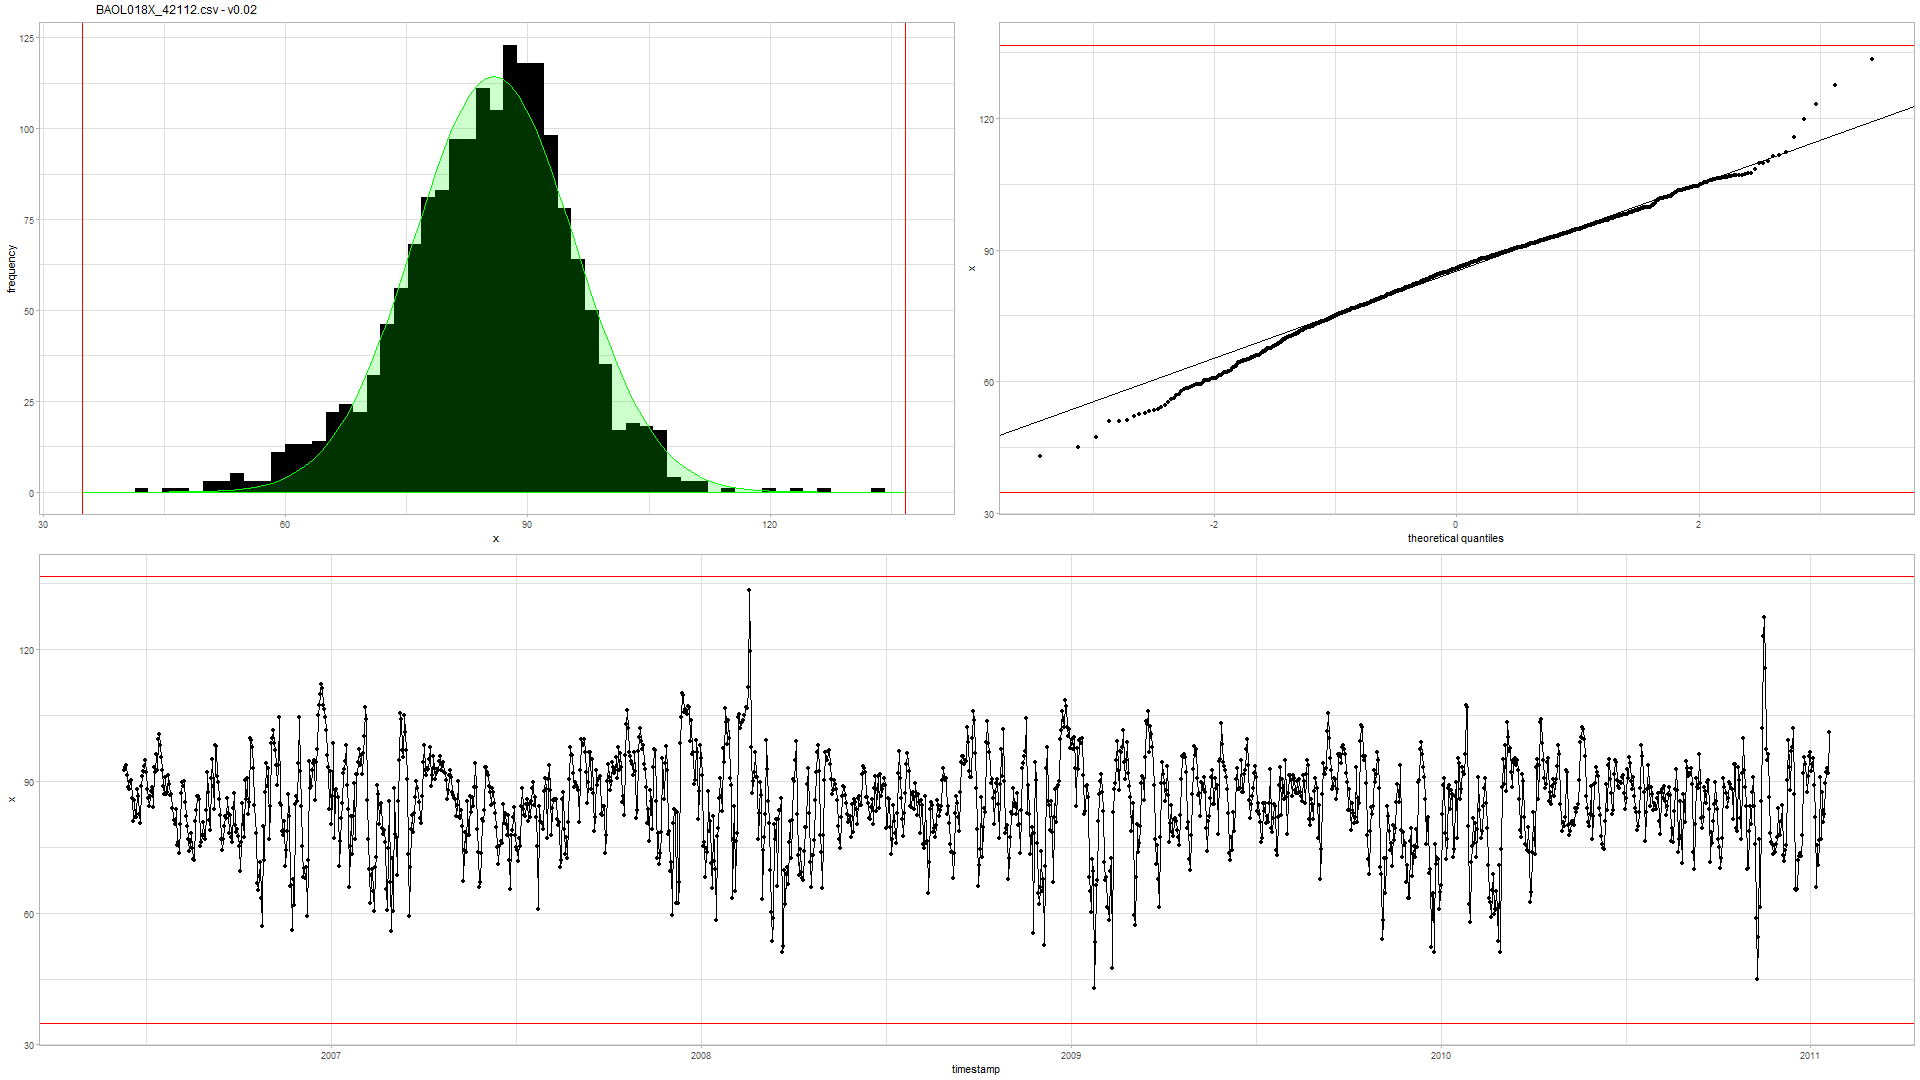 BAOL018X_42112.csv - v0.02
125
100
75
50
25
0
frequency
30 60 90 120
x
120
90
60
30
x
-2 0 2
theoretical quantiles
120
90
60
30
x
2007 2008 2009 2010 2011
timestamp